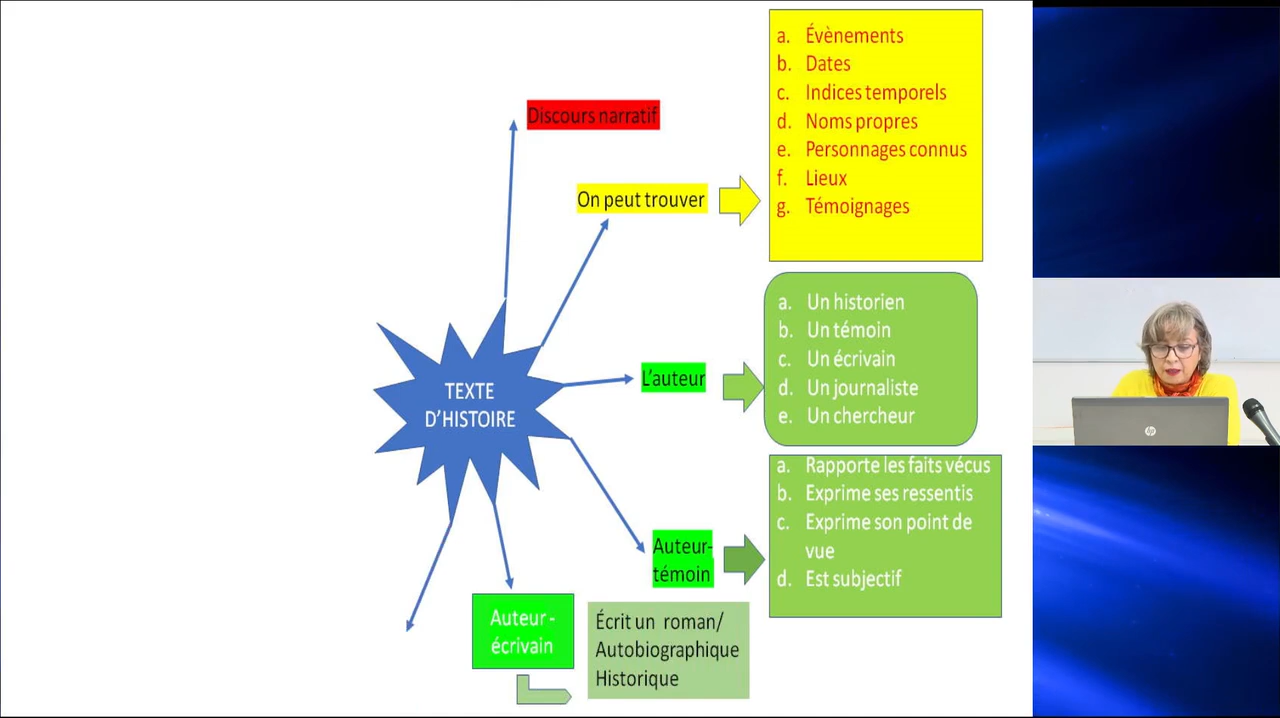 Discours narratif
On peut trouver
a. Évènements
b. Dates
c. Indices temporels
d. Noms propres
e. Personnages connus
f. Lieux
g. Témoignages
TEXTE
D'HISTOIRE
L'auteur
a. Un historien
b. Un témoin
c. Un écrivain
d. Un journaliste
e. Un chercheur
Auteur-
témoin
a. Rapporte les faits vécus
b. Exprime ses ressentis
c. Exprime son point de
vue
d. Est subjectif
Auteur -
écrivain
Écrit un roman/
Autobiographique
Historique
hp